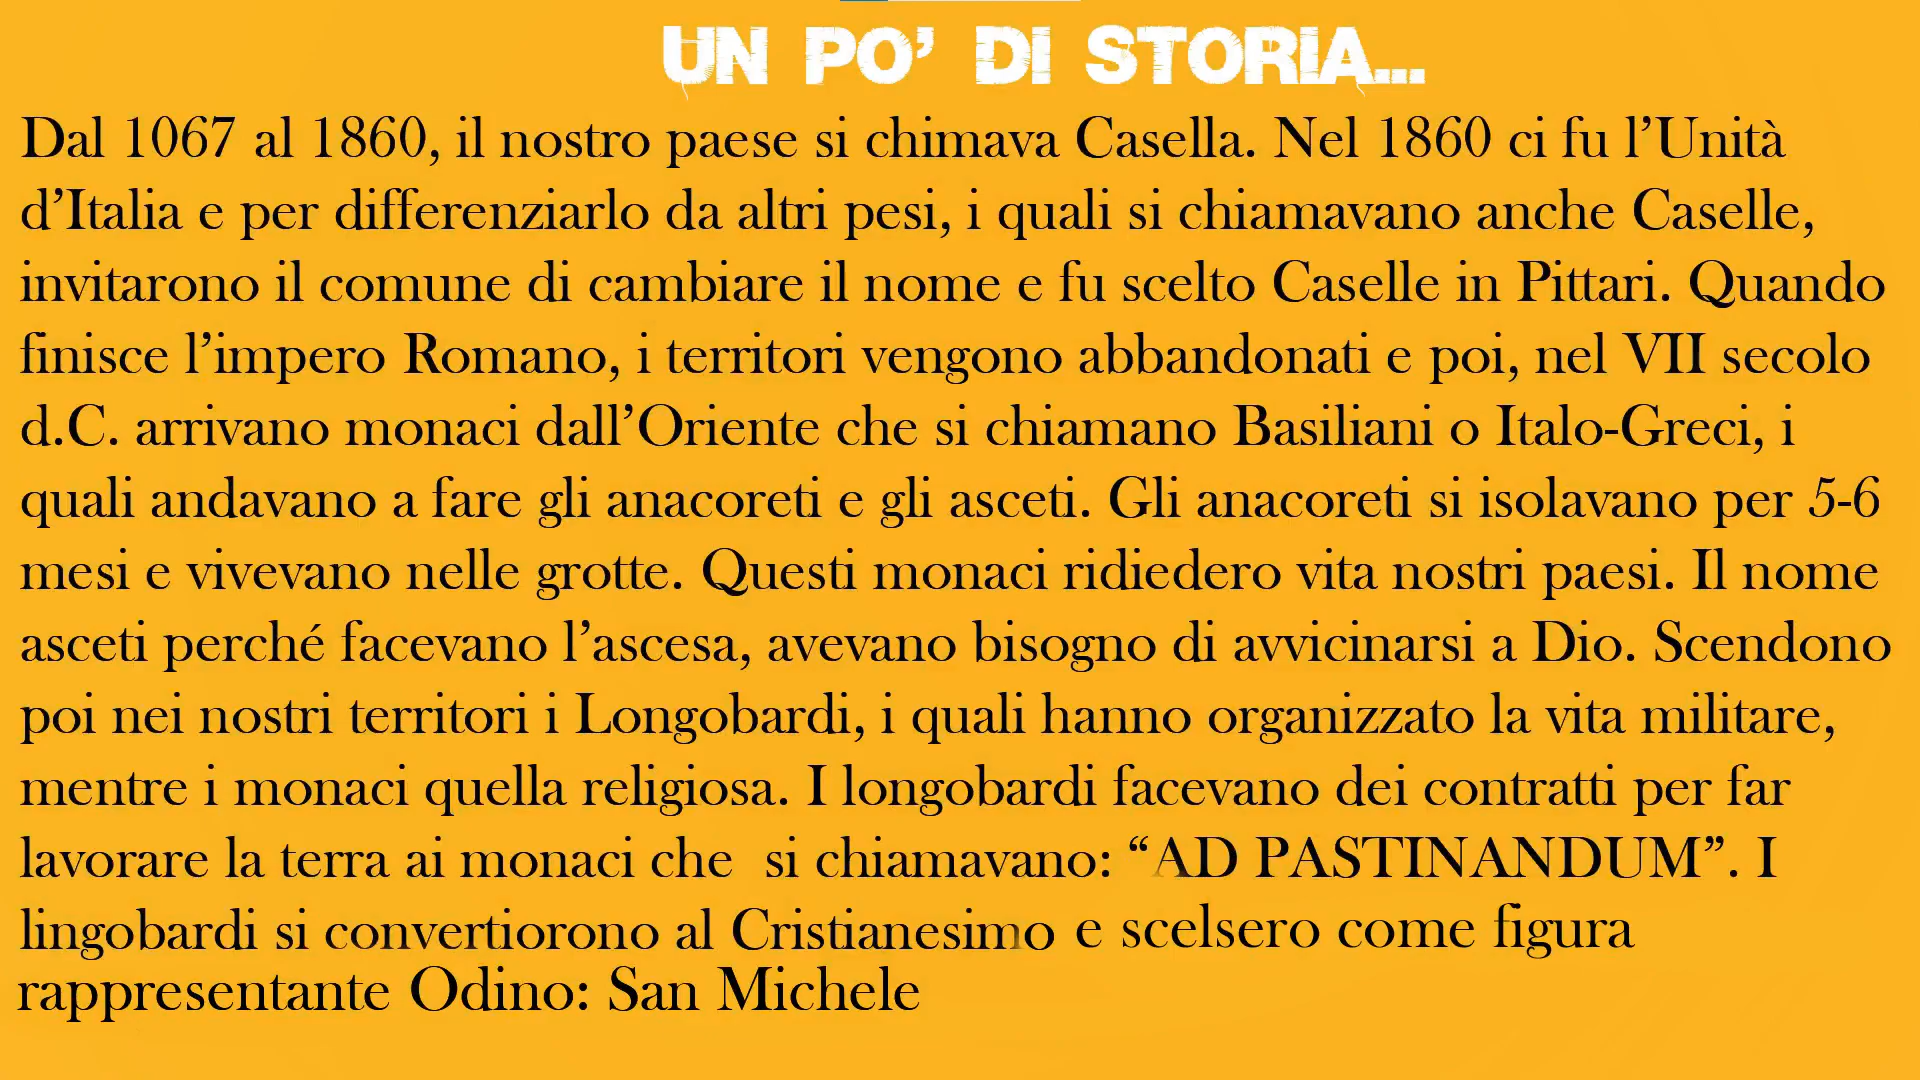 UN PO’ DI STORIA...
Dal 1067 al 1860, il nostro paese si chimava Casella. Nel 1860 ci fu l’Unità
d’Italia e per differenziarlo da altri pesi, i quali si chiamavano anche Caselle,
invitarono il comune di cambiare il nome e fu scelto Caselle in Pittari. Quando
finisce l’impero Romano, i territori vengono abbandonati e poi, nel VII secolo
d.C. arrivano monaci dall’Oriente che si chiamano Basiliani o Italo-Greci, i
quali andavano a fare gli anacoreti e gli asceti. Gli anacoreti si isolavano per 5-6
mesi e vivevano nelle grotte. Questi monaci ridiedero vita nostri paesi. Il nome
asceti perché facevano l’ascesa, avevano bisogno di avvicinarsi a Dio. Scendono
poi nei nostri territori i Longobardi, i quali hanno organizzato la vita militare,
mentre i monaci quella religiosa. I longobardi facevano dei contratti per far
lavorare la terra ai monaci che  si chiamavano: “AD PASTINANDUM”. I
lingobardi si convertiorono al Cristianesimo e scelsero come figura
rappresentante Odino: San Michele